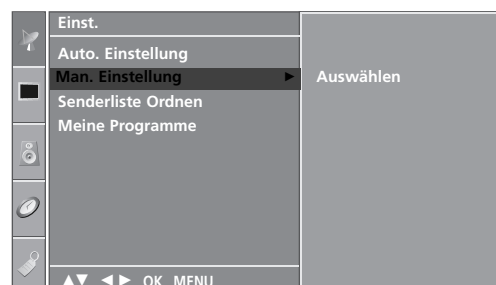 Einst.
Auto. Einstellung
Man. Einstellung ► Auswählen
Senderliste Ordnen
Meine Programme
▲▼ ◄► OK MENU